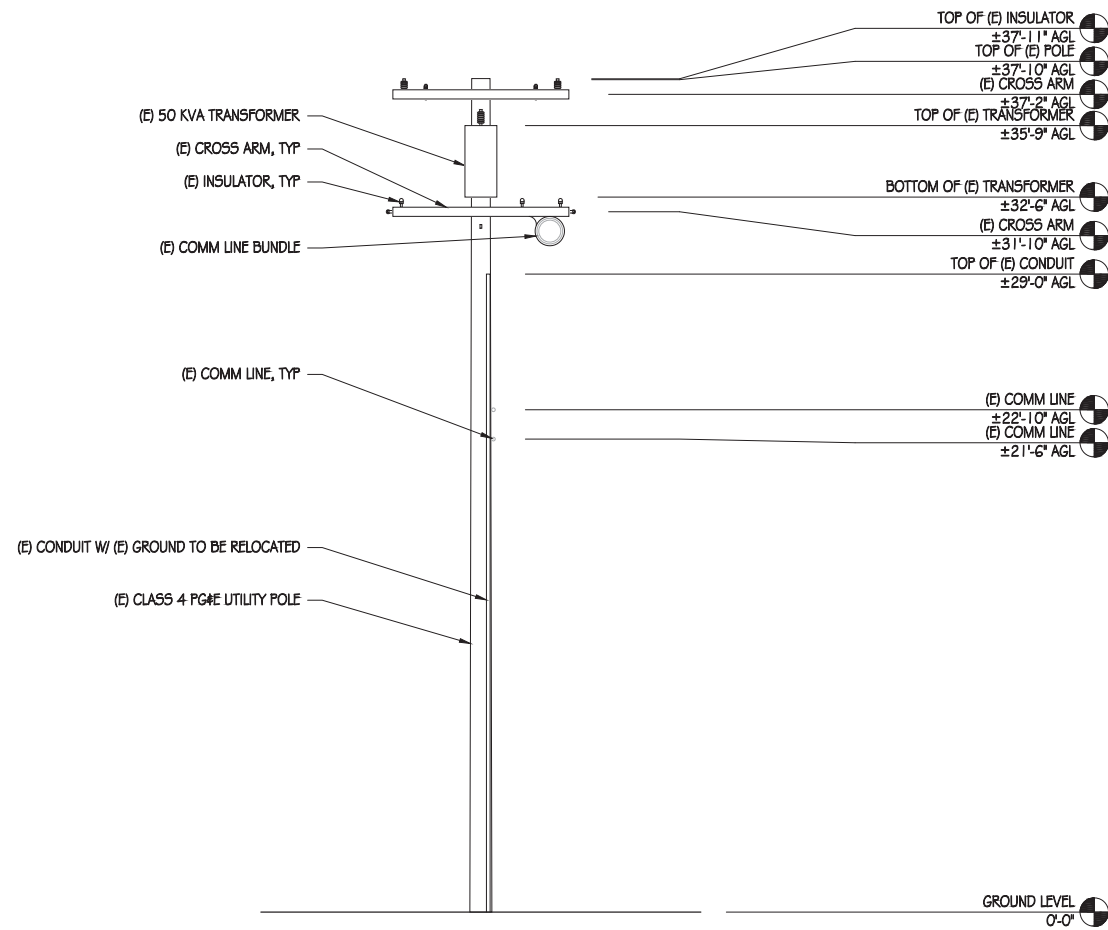 TOP OF (E) INSULATOR
±37'-11" AGL
TOP OF (E) POLE
±37'-10" AGL
(E) CROSS ARM
±37'-2" AGL
TOP OF (E) TRANSFORMER
±35'-9" AGL
BOTTOM OF (E) TRANSFORMER
±32'-6" AGL
(E) CROSS ARM
±31'-10" AGL
TOP OF (E) CONDUIT
±29'-0" AGL
(E) COMM LINE
±22'-10" AGL
(E) COMM LINE
±21'-6" AGL
GROUND LEVEL
0'-0"
(E) 50 KVA TRANSFORMER
(E) CROSS ARM, TYP
(E) INSULATOR, TYP
(E) COMM LINE BUNDLE
(E) COMM LINE, TYP
(E) CONDUIT W/ (E) GROUND TO BE RELOCATED
(E) CLASS 4 PG&E UTILITY POLE